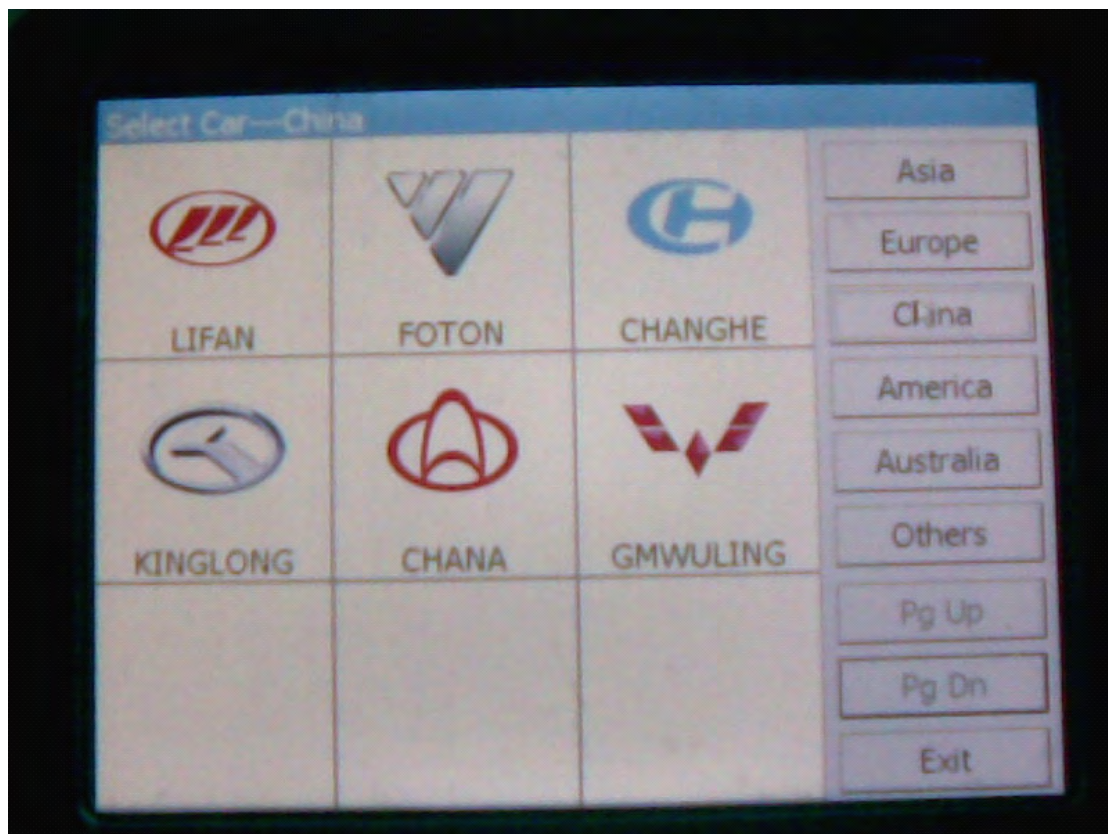 Select Car—China
LIFAN
FOTON
CHANGHE
KINGLONG
CHANA
GMWULING
Asia
Europe
China
America
Australia
Others
Pg Up
Pg Dn
Exit